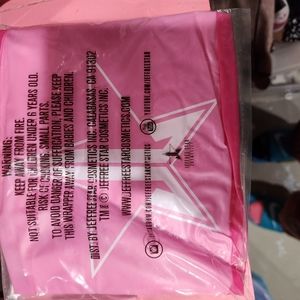 WARNING:
KEEP AWAY FROM FIRE.
NOT SUITABLE FOR CHILDREN UNDER 6 YEARS OLD.
RISK OF CHOKING. SMALL PARTS.
TO AVOID DANGER OF SUFFOCATION, PLEASE KEEP
THIS WRAPPER AWAY FROM BABIES AND CHILDREN.
DIST. BY JEFFREE STAR COSMETICS INC. CALABASAS, CA 91302
TM & © JEFFREE STAR COSMETICS INC.
WWW.JEFFREESTARCOSMETICS.COM